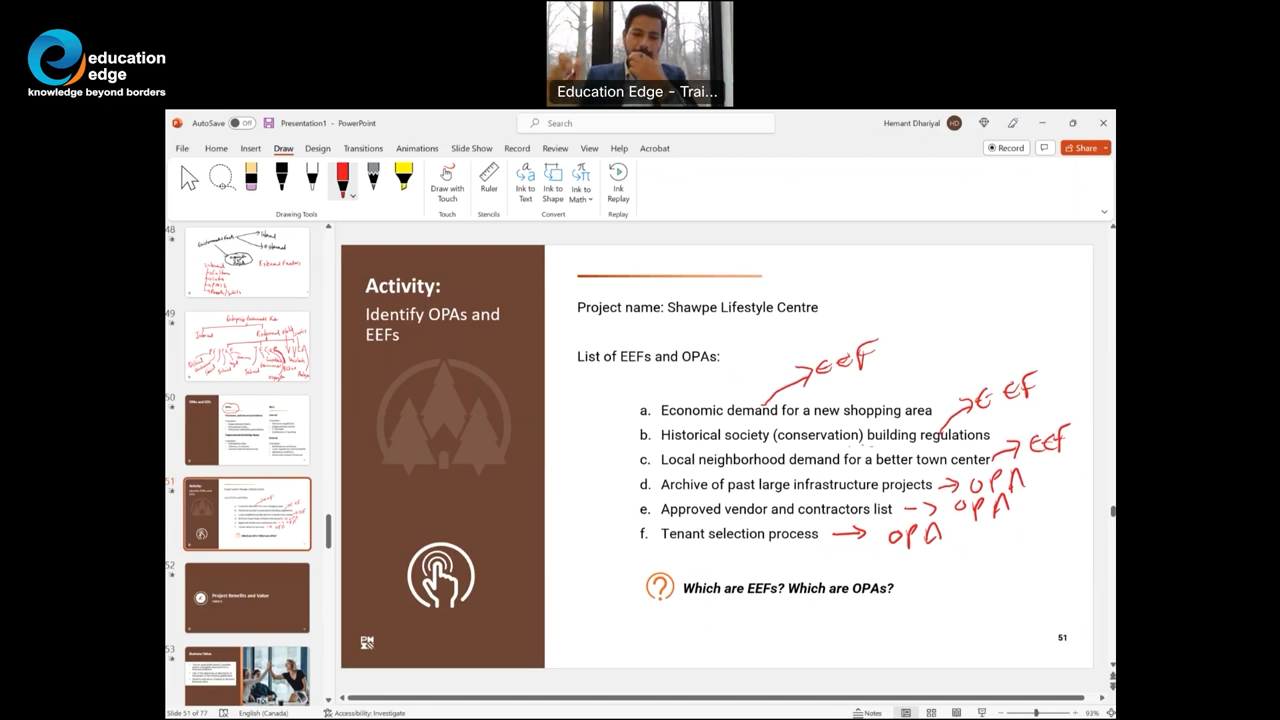 education
edge
knowledge beyond borders
Education Edge - Trai...
AutoSave Off Presentation1 • PowerPoint
Search
Hemant Dhariyal HD
File Home Insert Draw Design Transitions Animations Slide Show Record Review View Help Acrobat
Record Share
Draw with Touch
Ruler
Ink to Text
Ink to Shape
Ink to Math
Ink Replay
Drawing Tools Touch Stencils Convert Replay
48
49
50
51
52
Project Benefits and Value
53
Activity:
Identify OPAs and
EEFs
Project name: Shawpe Lifestyle Centre
List of EEFs and OPAs:
a. Economic demand for a new shopping area EEF
b. Historical Society (conservation) building regulations EEF
c. Local neighborhood demand for a better town center EEF
d. Archive of past large infrastructure projects OPA
e. Approved vendor and contractors list OPA
f. Tenant selection process OPA
Which are EEFs? Which are OPAs?
51
Slide 51 of 77 English (Canada) Accessibility: Investigate Notes 93%